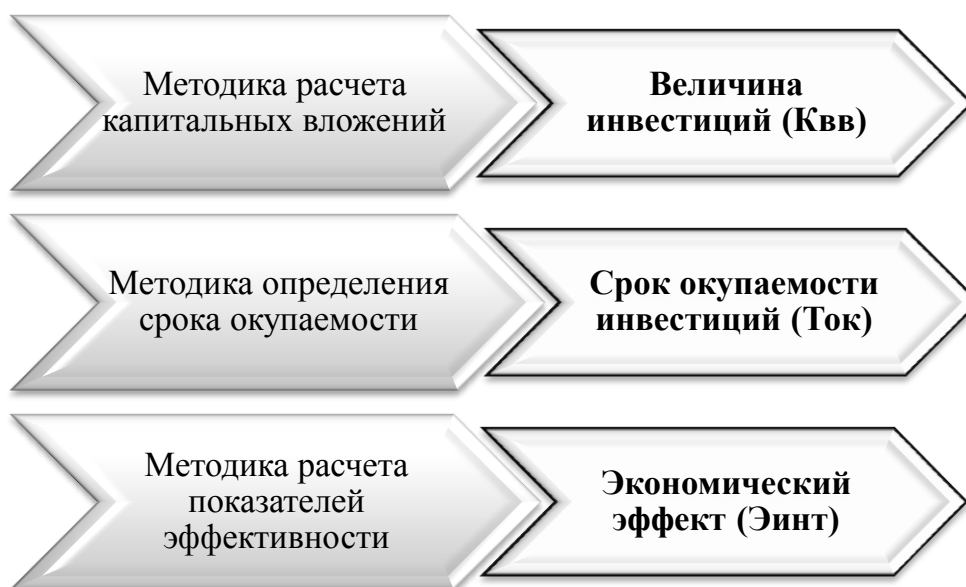 Методика расчета
капитальных вложений
Величина
инвестиций (Квв)
Методика определения
срока окупаемости
Срок окупаемости
инвестиций (Ток)
Методика расчета
показателей
эффективности
Экономический
эффект (Эинт)